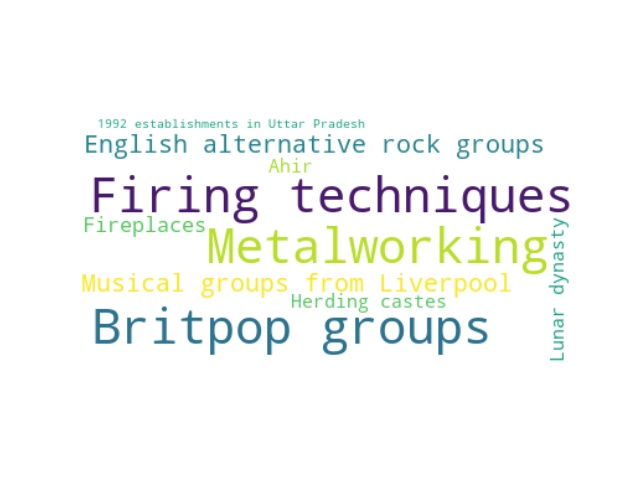 1992 establishments in Uttar Pradesh
English alternative rock groups
Ahir
Firing techniques
Fireplaces
Metalworking
Musical groups from Liverpool
Herding castes
Britpop groups
Lunar dynasty